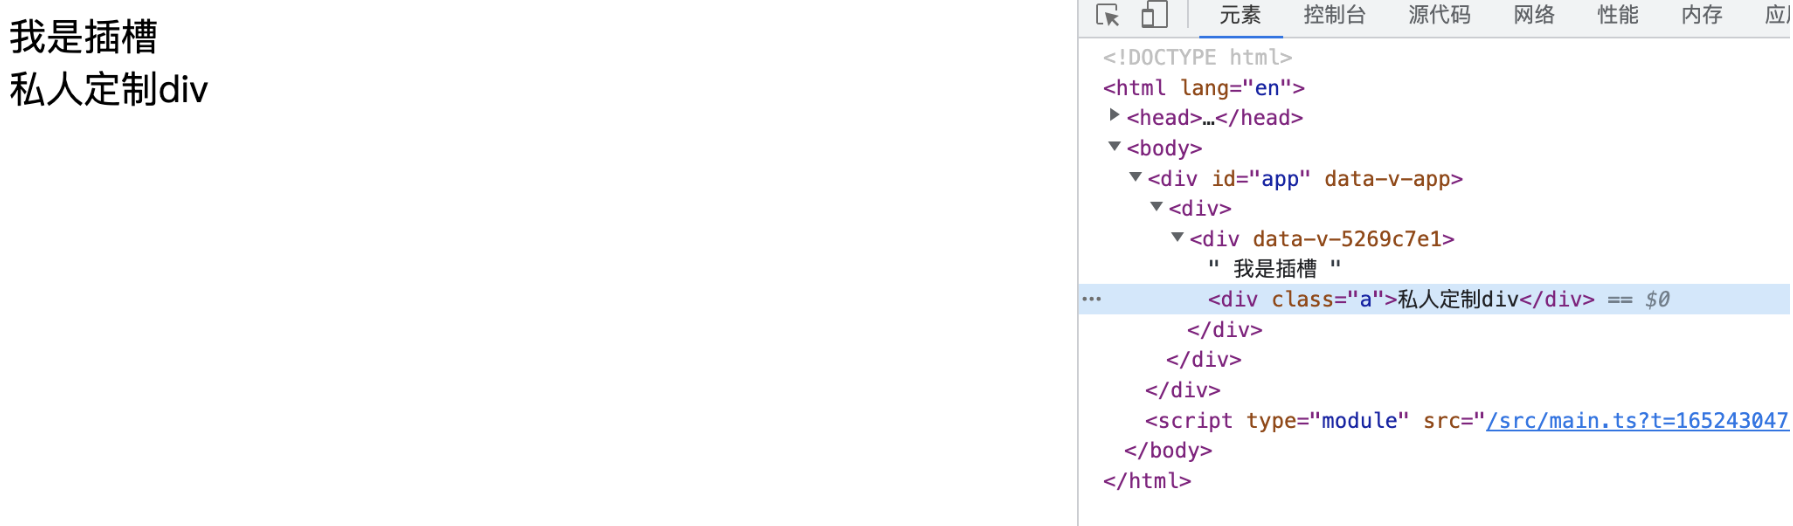 我是插槽
私人定制div
元素 控制台 源代码 网络 性能 内存
<!DOCTYPE html>
<html lang="en">
<head>…</head>
<body>
<div id="app" data-v-app>
<div>
<div data-v-5269c7e1>
" 我是插槽 "
<div class="a">私人定制div</div> == $0
</div>
</div>
</div>
<script type="module" src="/src/main.ts?t=165243047
</body>
</html>